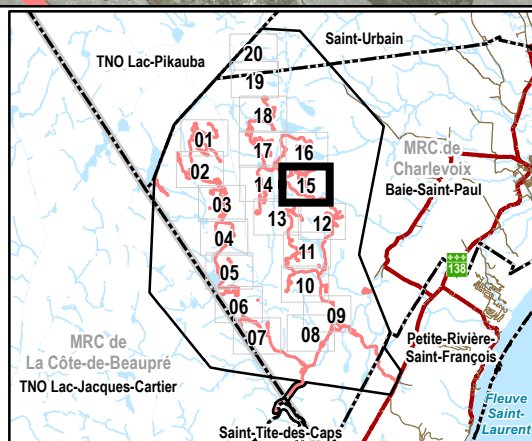 20
Saint-Urbain
TNO Lac-Pikauba
19
18
01
17
16
MRC de
Charlevoix
Baie-Saint-Paul
02
14
15
03
13
12
04
11
138
05
10
06
09
07
08
MRC de
La Côte-de-Beaupré
TNO Lac-Jacques-Cartier
Petite-Rivière-
Saint-François
Fleuve
Saint-
Laurent
Saint-Tite-des-Caps